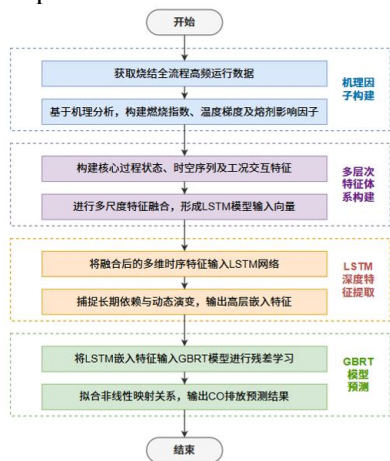 开始
获取烧结全流程高频运行数据
基于机理分析，构建燃烧指数、温度梯度及熔剂影响因子
机理因
子构建
构建核心过程状态、时空序列及工况交互特征
进行多尺度特征融合，形成LSTM模型输入向量
多层次
特征体
系构建
将融合后的多维时序特征输入LSTM网络
捕捉长期依赖与动态演变，输出高层嵌入特征
LSTM
深度特
征提取
将LSTM嵌入特征输入GBRT模型进行残差学习
拟合非线性映射关系，输出CO排放预测结果
GBRT
模型
预测
结束